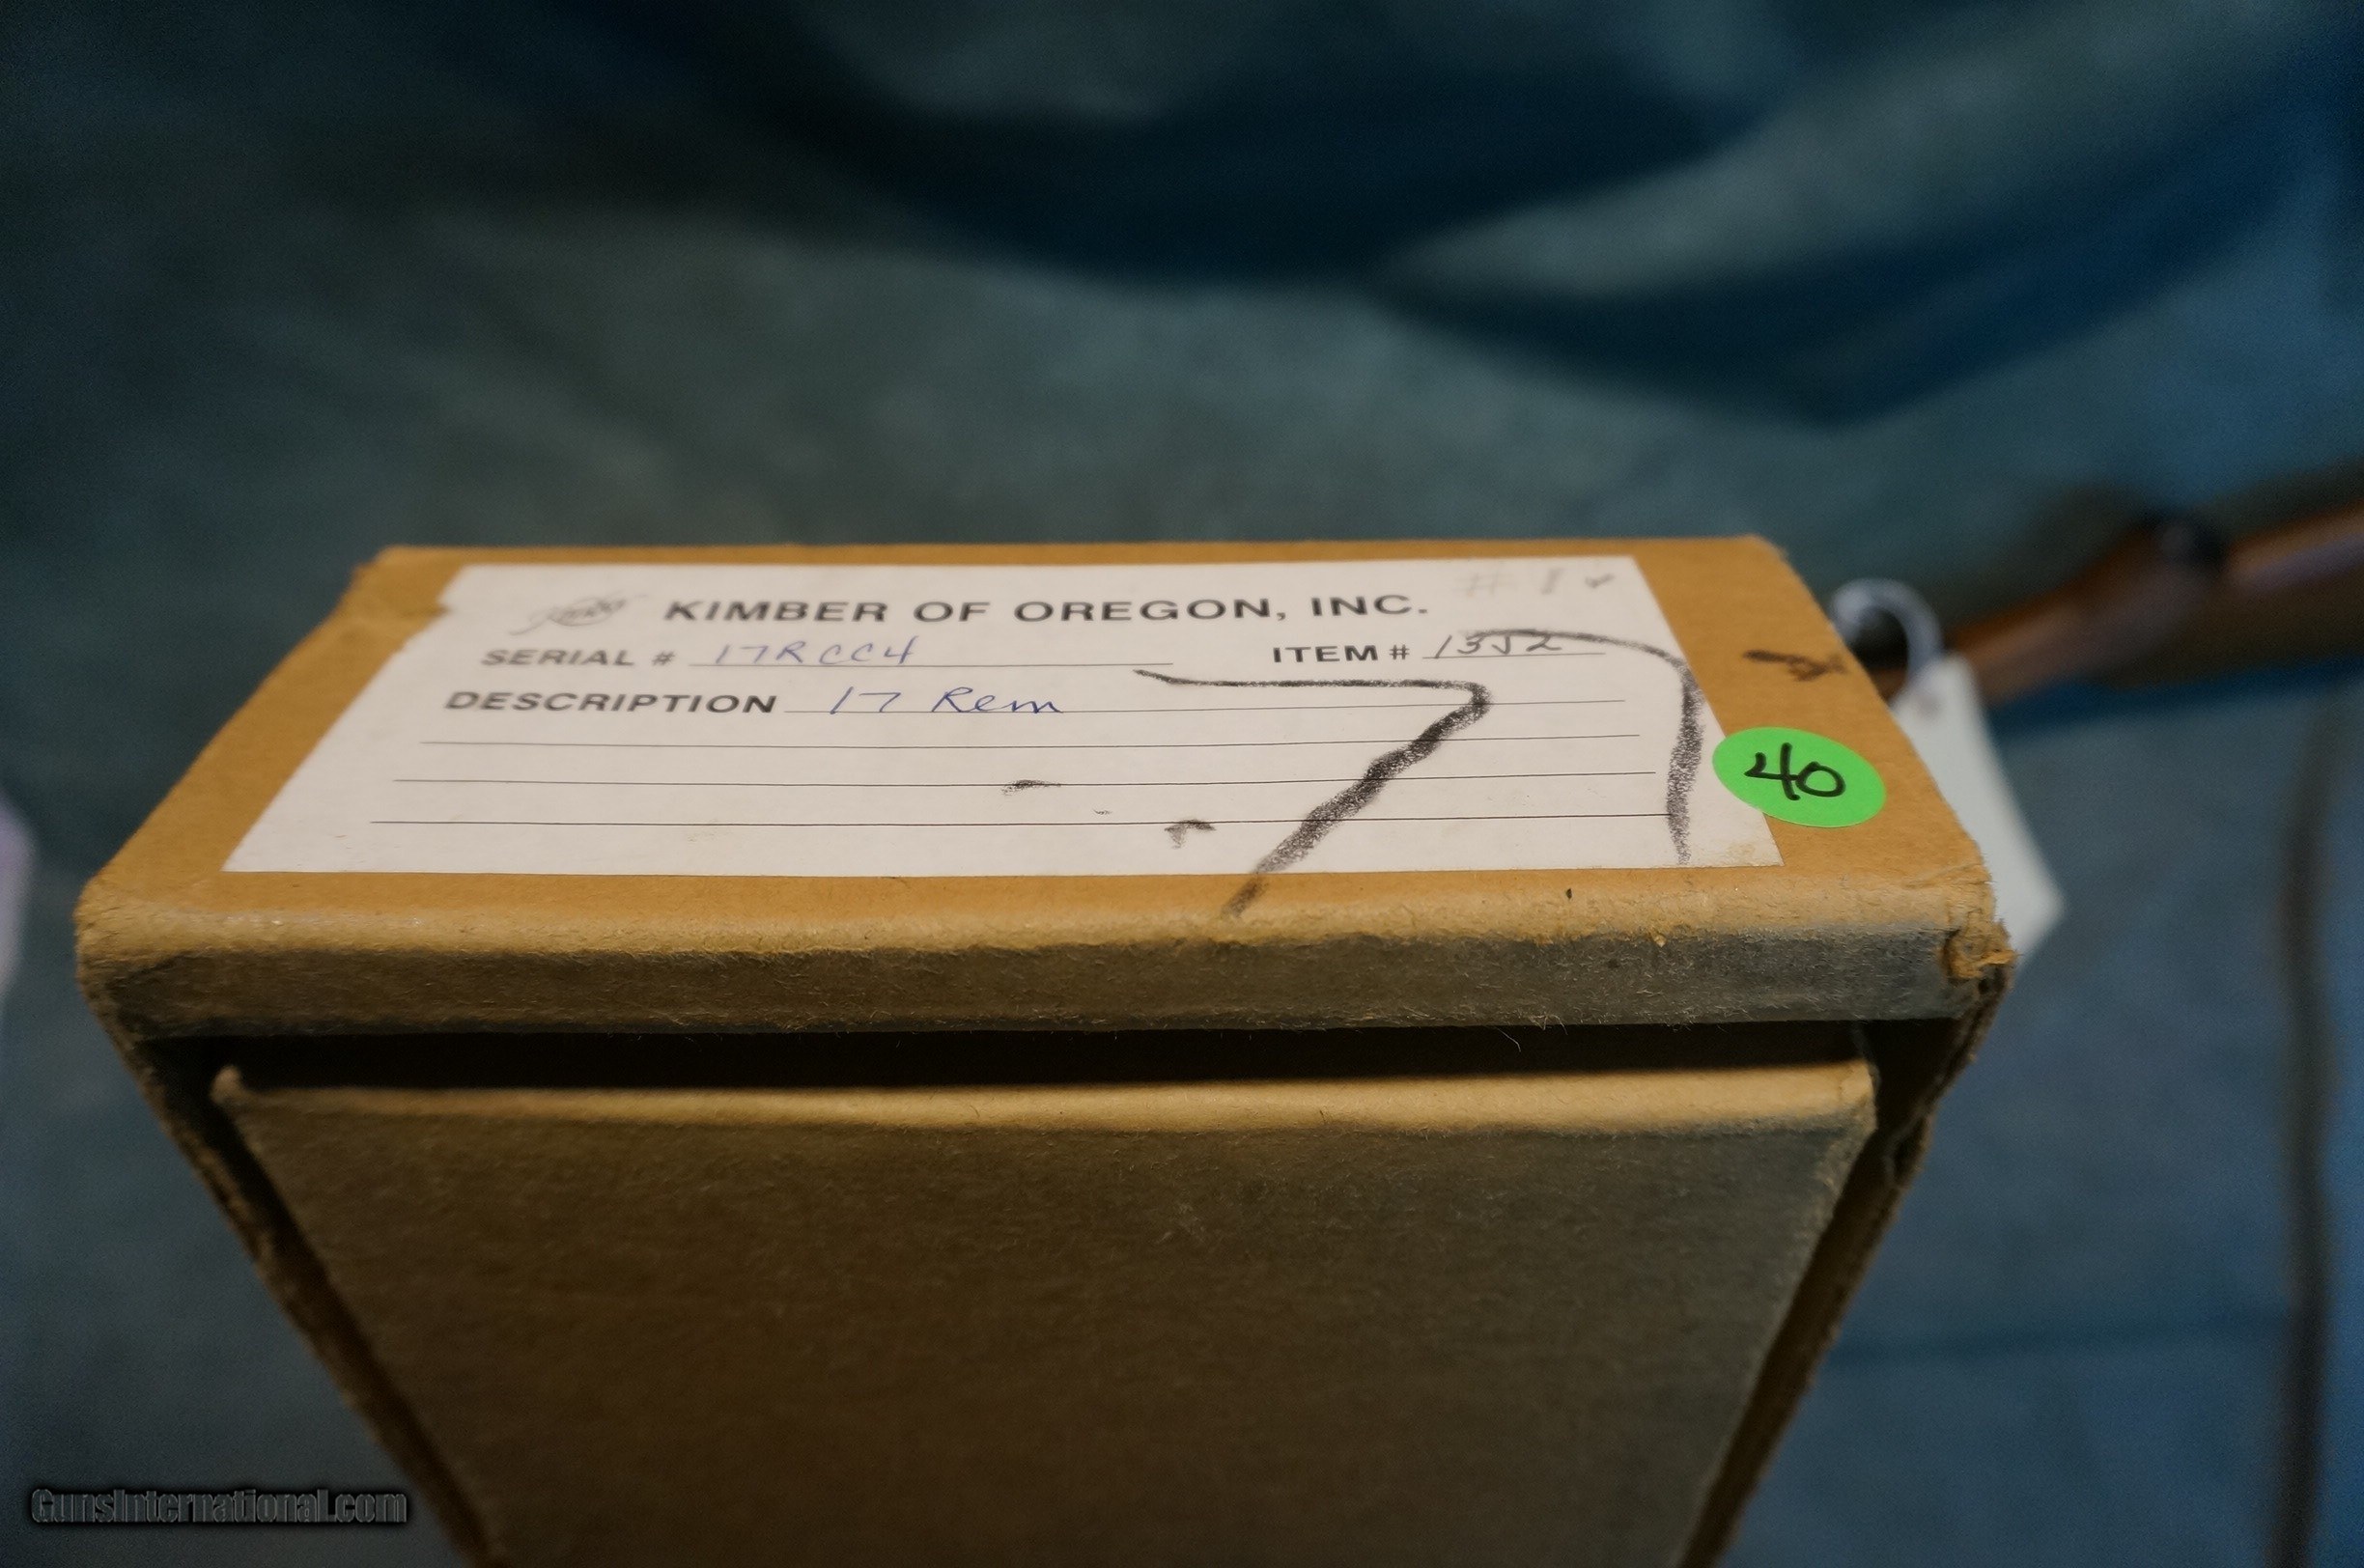 KIMBER OF OREGON, INC.
SERIAL # 17RCC4 ITEM # 1352
DESCRIPTION 17 Rem
40
GunsInternational.com